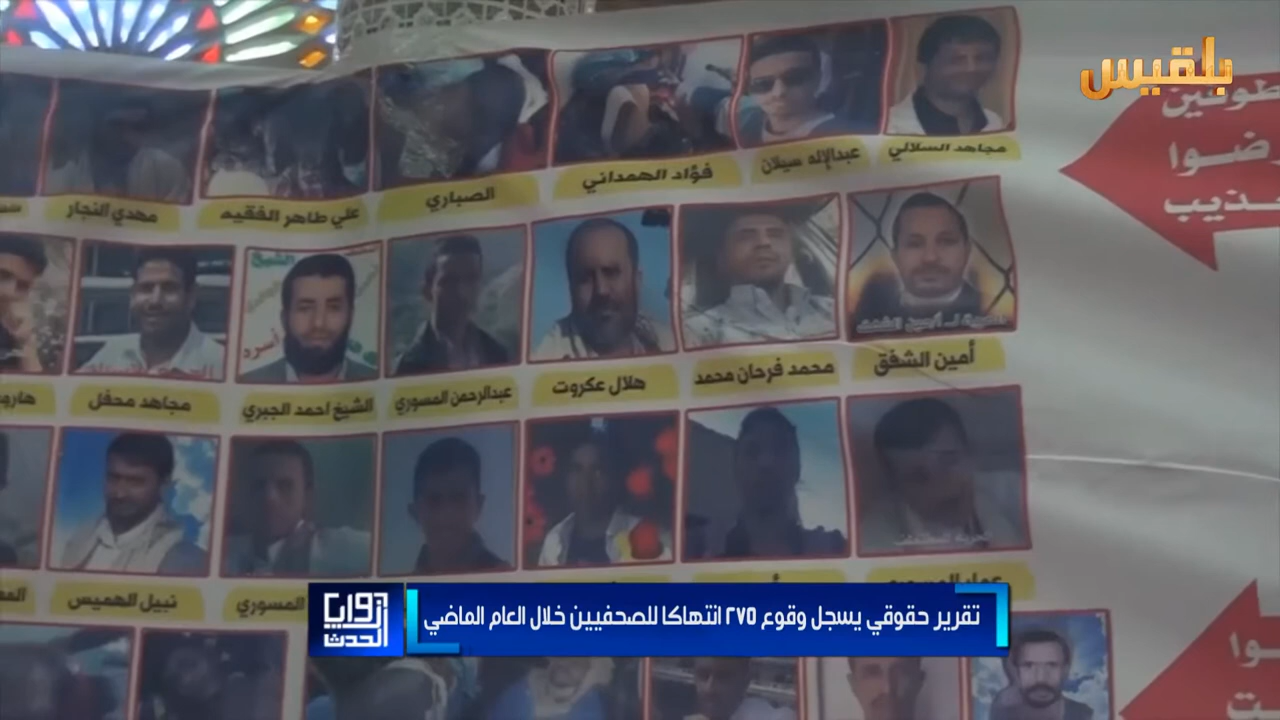 بلقيس
مجاهد السلالي
عبدالإله سيلان
فؤاد الهمداني
الصباري
علي طاهر الفقيه
مهدي النجار
أمين الشفق
محمد فرحان محمد
هلال عكروت
عبدالرحمن المسوري
الشيخ احمد الجبري
مجاهد محفل
المسوري
نبيل الهميس
تقرير حقوقي يسجل وقوع ٢٧٥ انتهاكا للصحفيين خلال العام الماضي
زوايا
الحدث